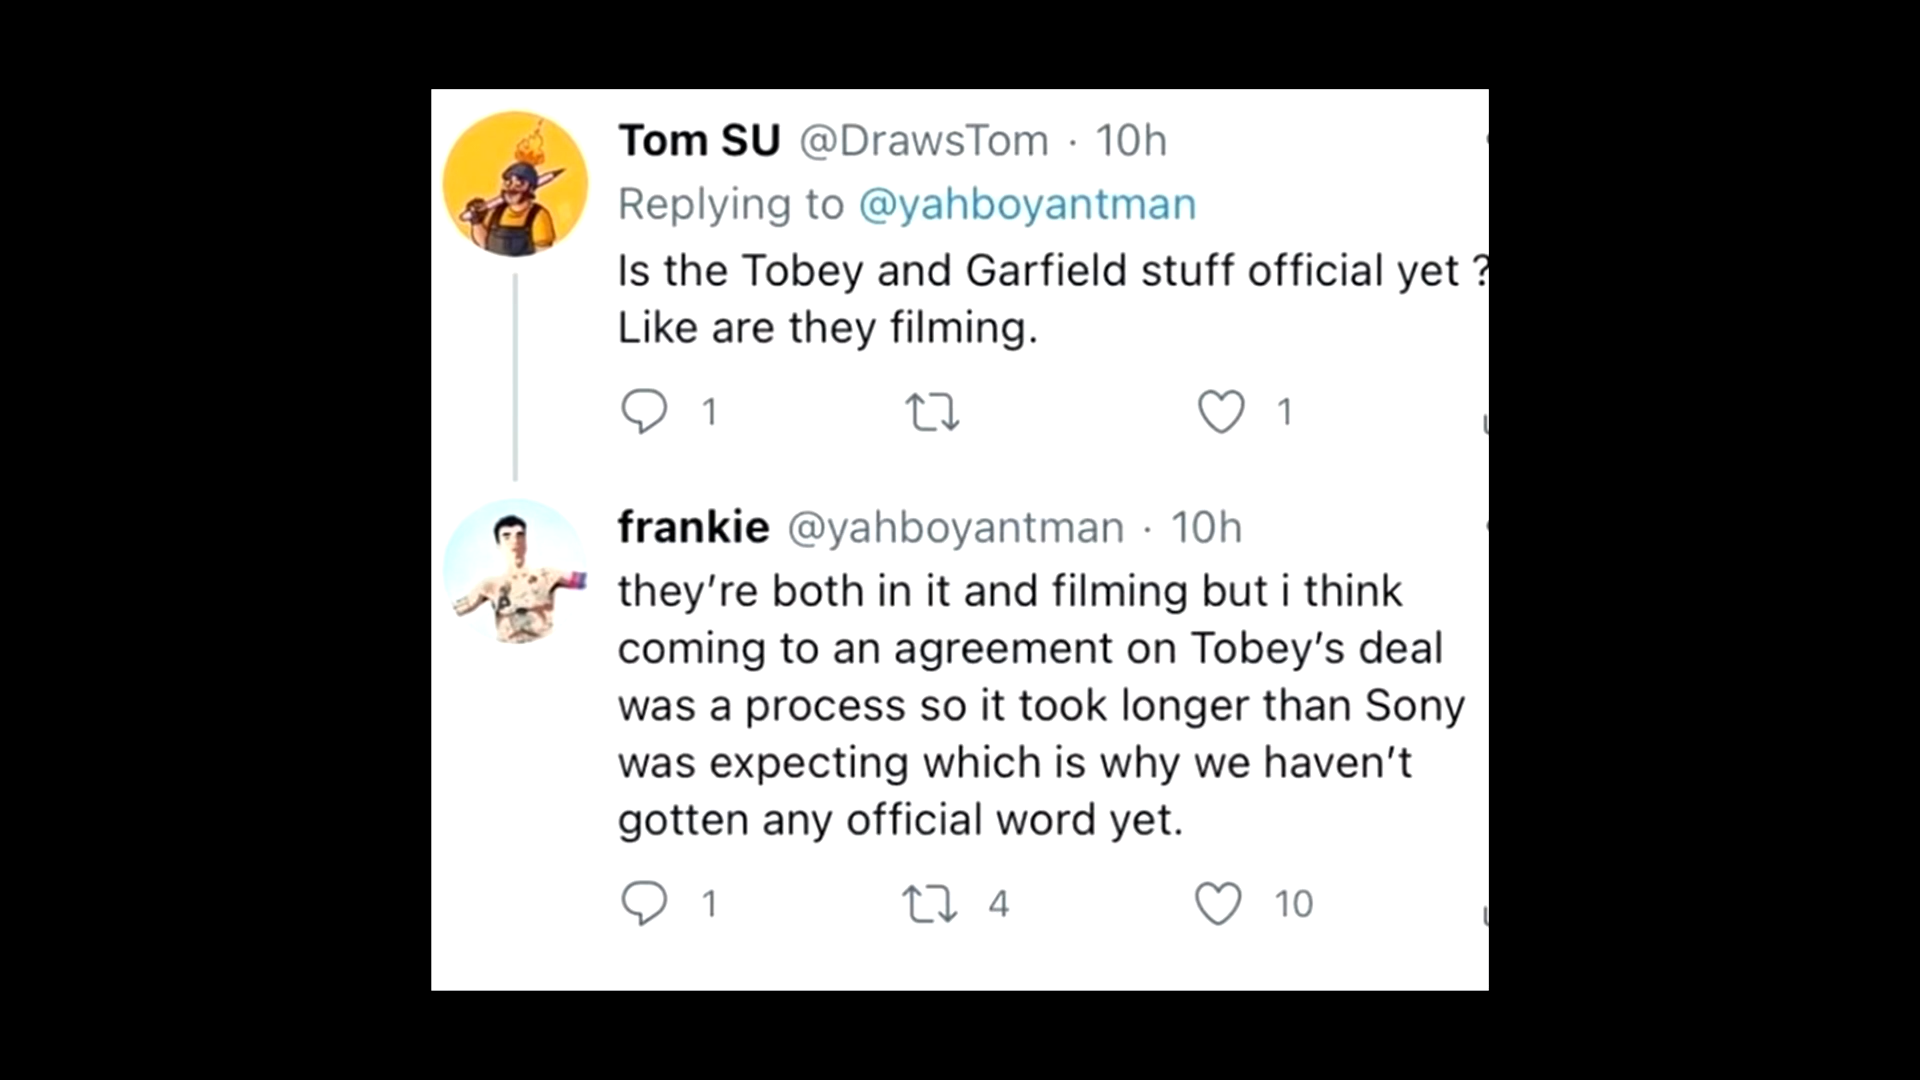 Tom SU @DrawsTom · 10h
Replying to @yahboyantman
Is the Tobey and Garfield stuff official yet ?
Like are they filming.
1 1
frankie @yahboyantman · 10h
they're both in it and filming but i think
coming to an agreement on Tobey's deal
was a process so it took longer than Sony
was expecting which is why we haven't
gotten any official word yet.
1 4 10